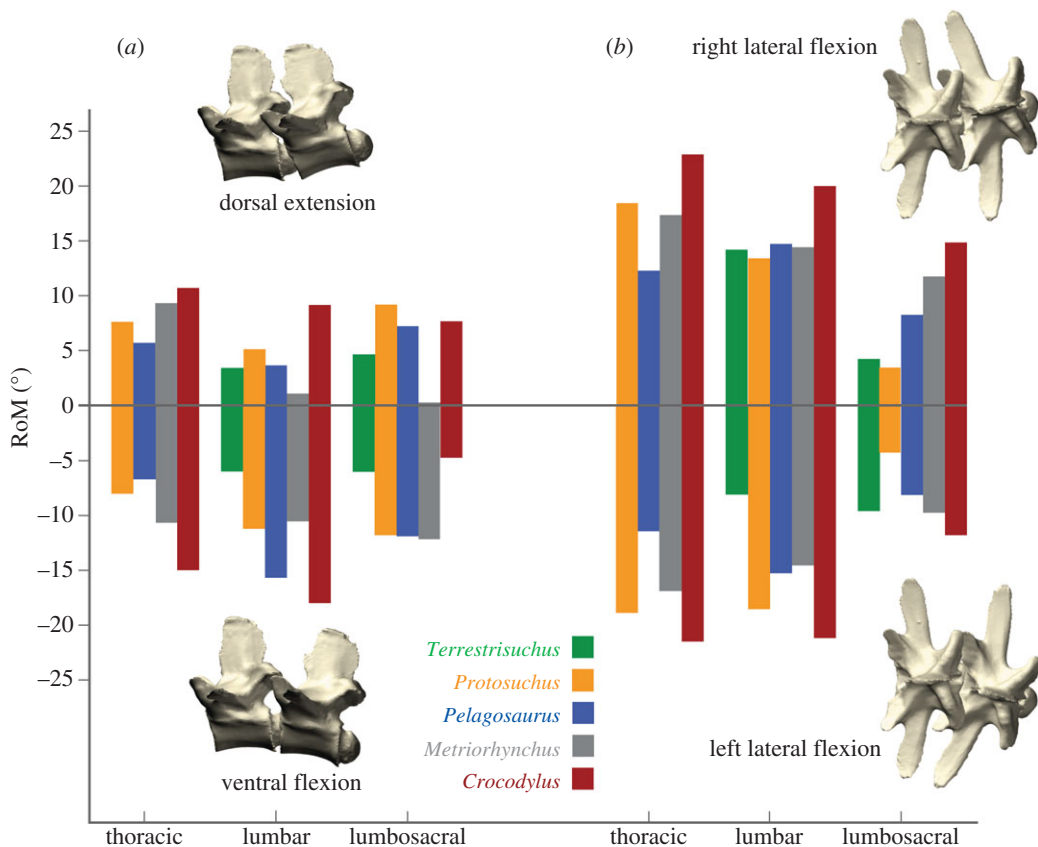 (a)
dorsal extension
(b)
right lateral flexion
RoM (°)
25
20
15
10
5
0
–5
–10
–15
–20
–25
ventral flexion
Terrestrisuchus
Protosuchus
Pelagosaurus
Metriorhynchus
Crocodylus
left lateral flexion
thoracic lumbar lumbosacral thoracic lumbar lumbosacral